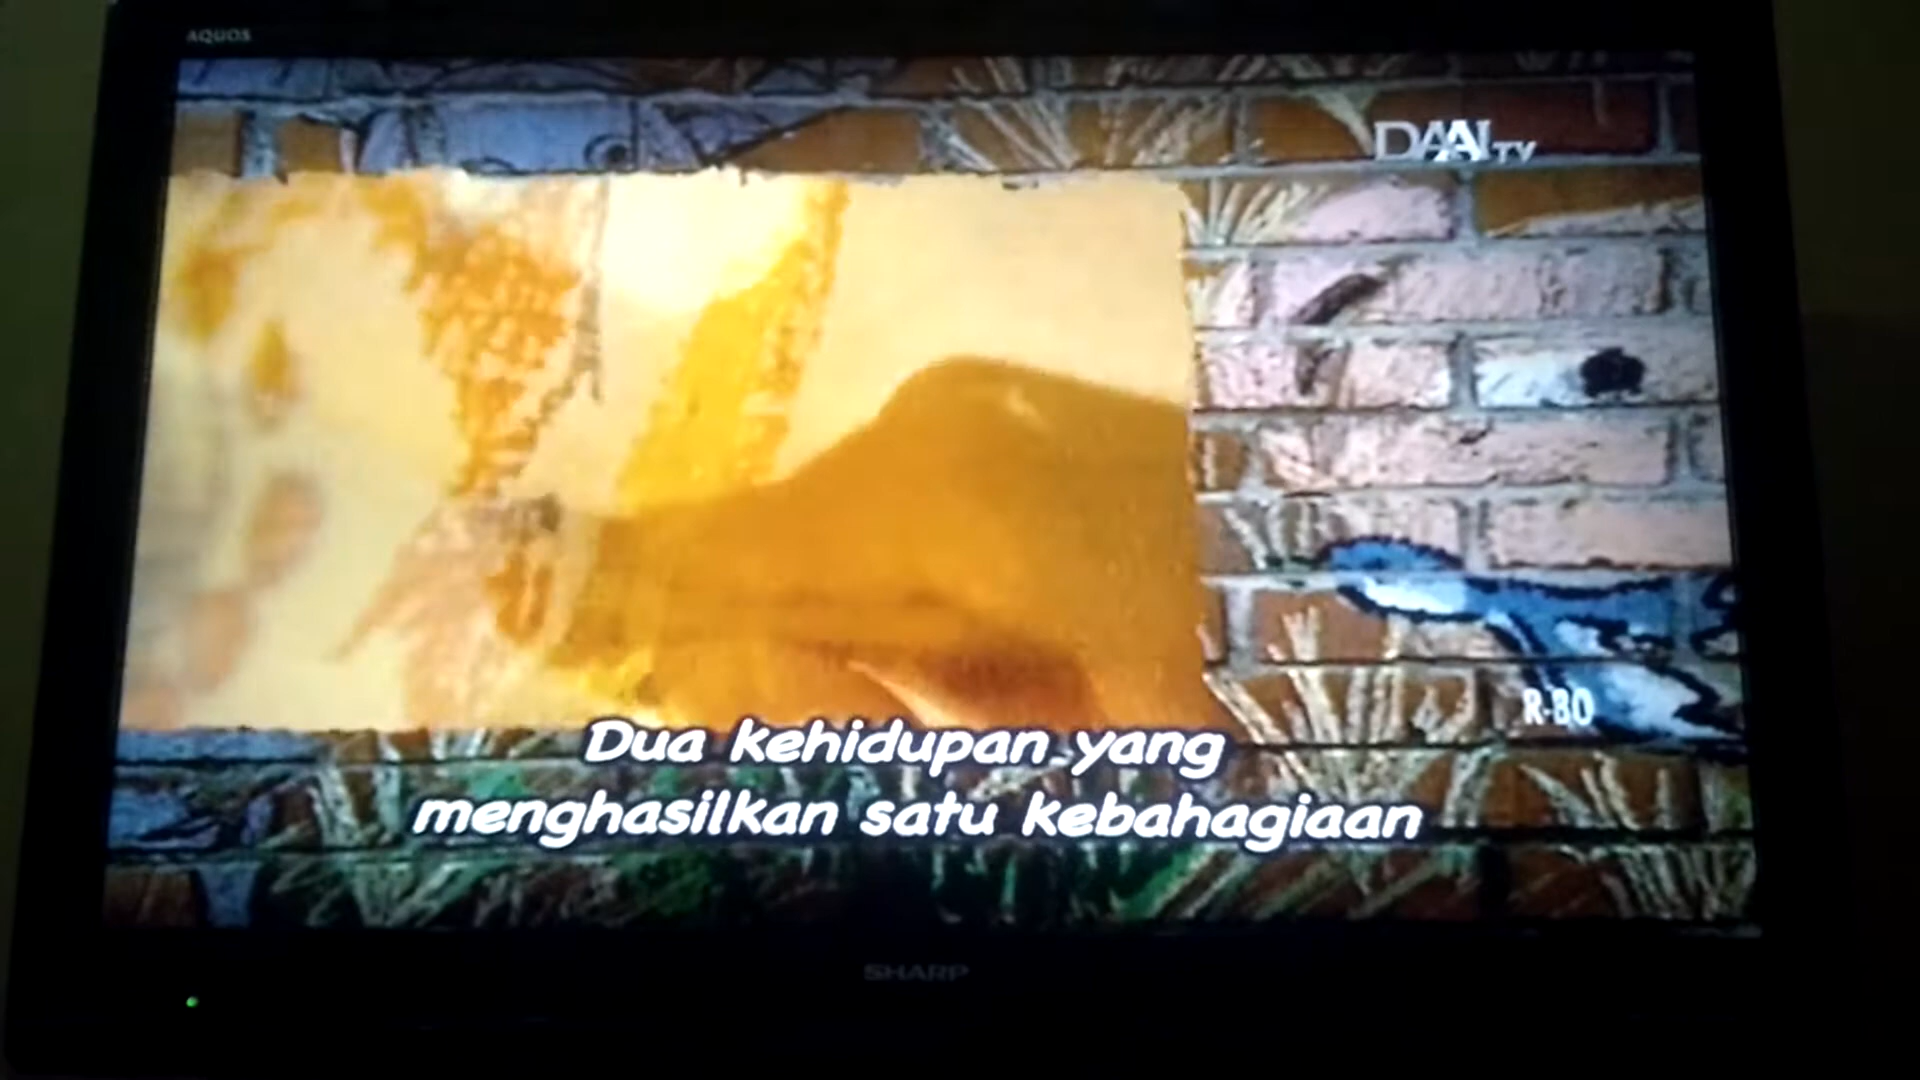 AQUOS
DAAI TV
R-BO
Dua kehidupan yang
menghasilkan satu kebahagiaan
SHARP